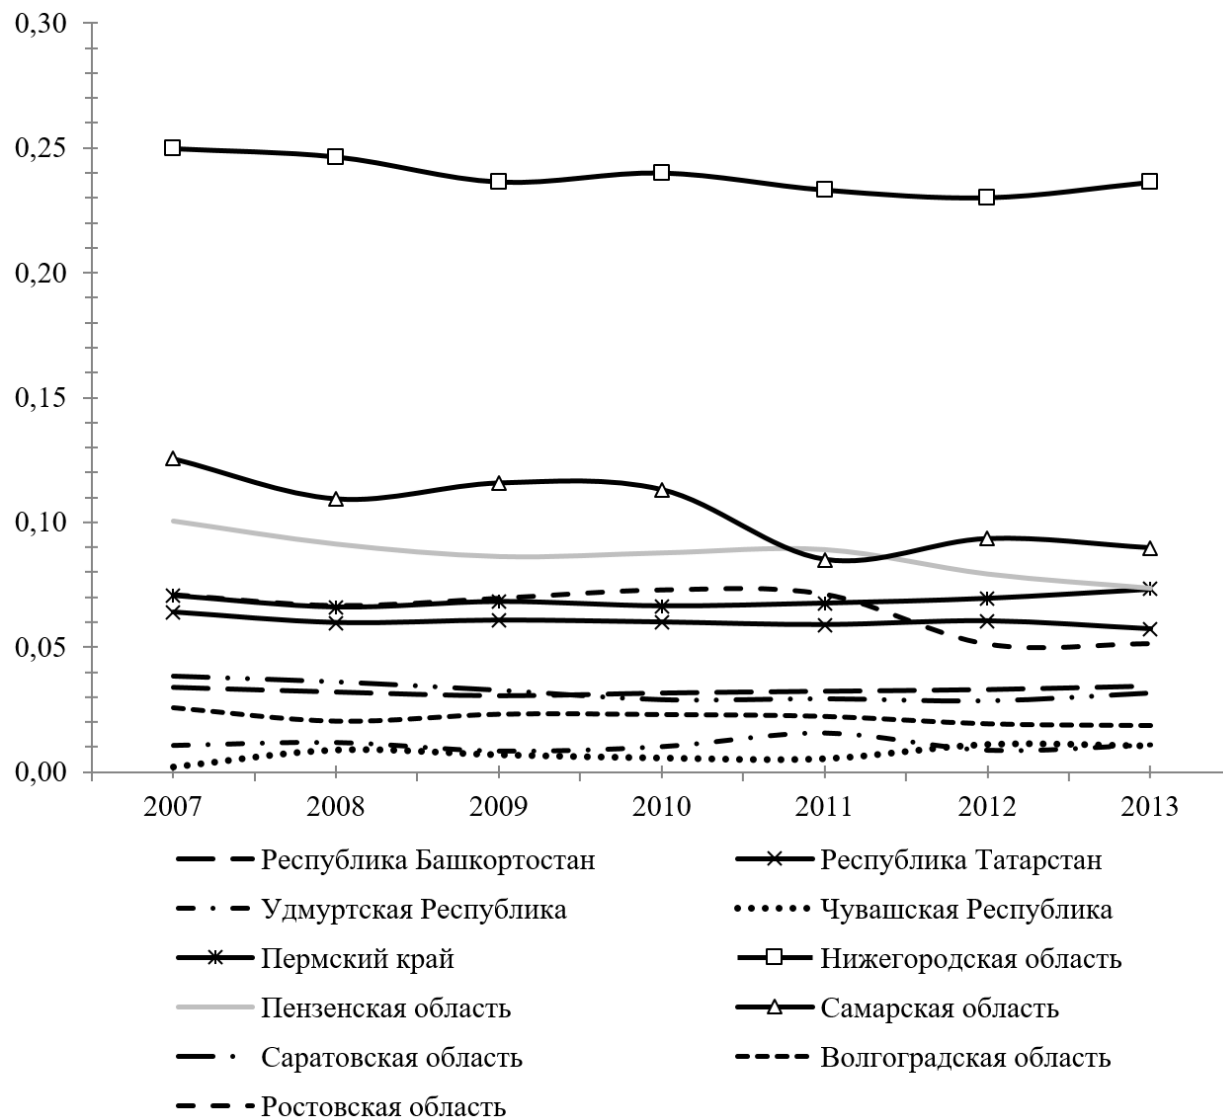 0,30
0,25
0,20
0,15
0,10
0,05
0,00
2007 2008 2009 2010 2011 2012 2013
Республика Башкортостан Республика Татарстан
Удмуртская Республика Чувашская Республика
Пермский край Нижегородская область
Пензенская область Самарская область
Саратовская область Волгоградская область
Ростовская область